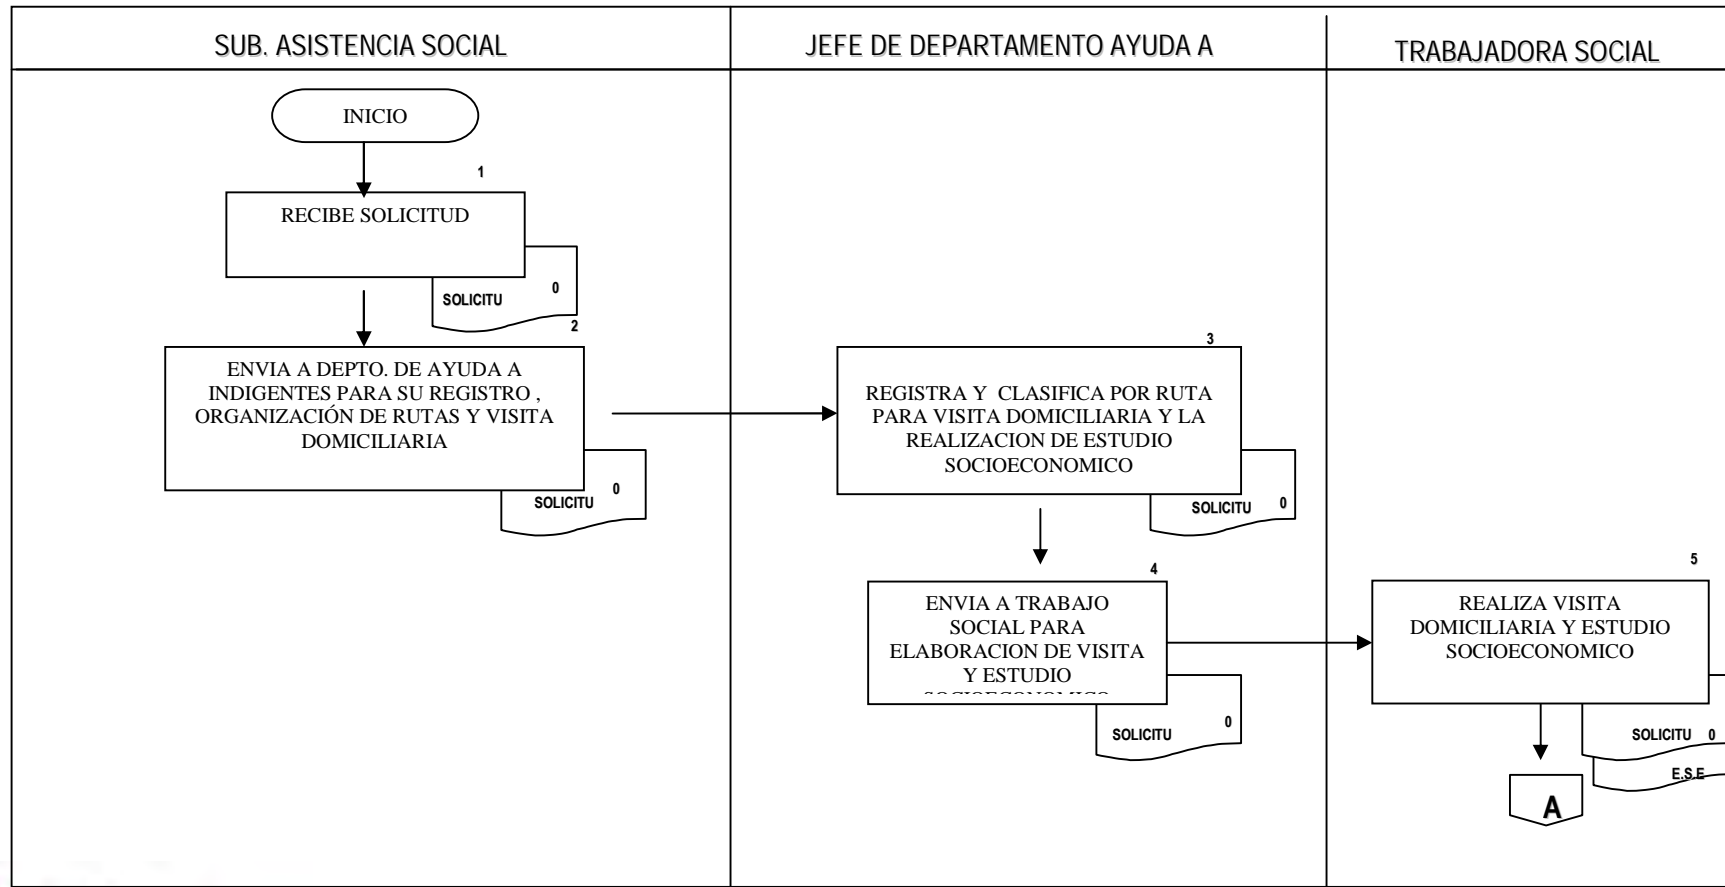 SUB. ASISTENCIA SOCIAL
JEFE DE DEPARTAMENTO AYUDA A
TRABAJADORA SOCIAL
INICIO
1
RECIBE SOLICITUD
SOLICITU 0
2
ENVIA A DEPTO. DE AYUDA A
INDIGENTES PARA SU REGISTRO ,
ORGANIZACIÓN DE RUTAS Y VISITA
DOMICILIARIA
SOLICITU 0
3
REGISTRA Y CLASIFICA POR RUTA
PARA VISITA DOMICILIARIA Y LA
REALIZACION DE ESTUDIO
SOCIOECONOMICO
SOLICITU 0
4
ENVIA A TRABAJO
SOCIAL PARA
ELABORACION DE VISITA
Y ESTUDIO
SOCIOECONOMICO
SOLICITU 0
5
REALIZA VISITA
DOMICILIARIA Y ESTUDIO
SOCIOECONOMICO
SOLICITU 0
E.S.E
A